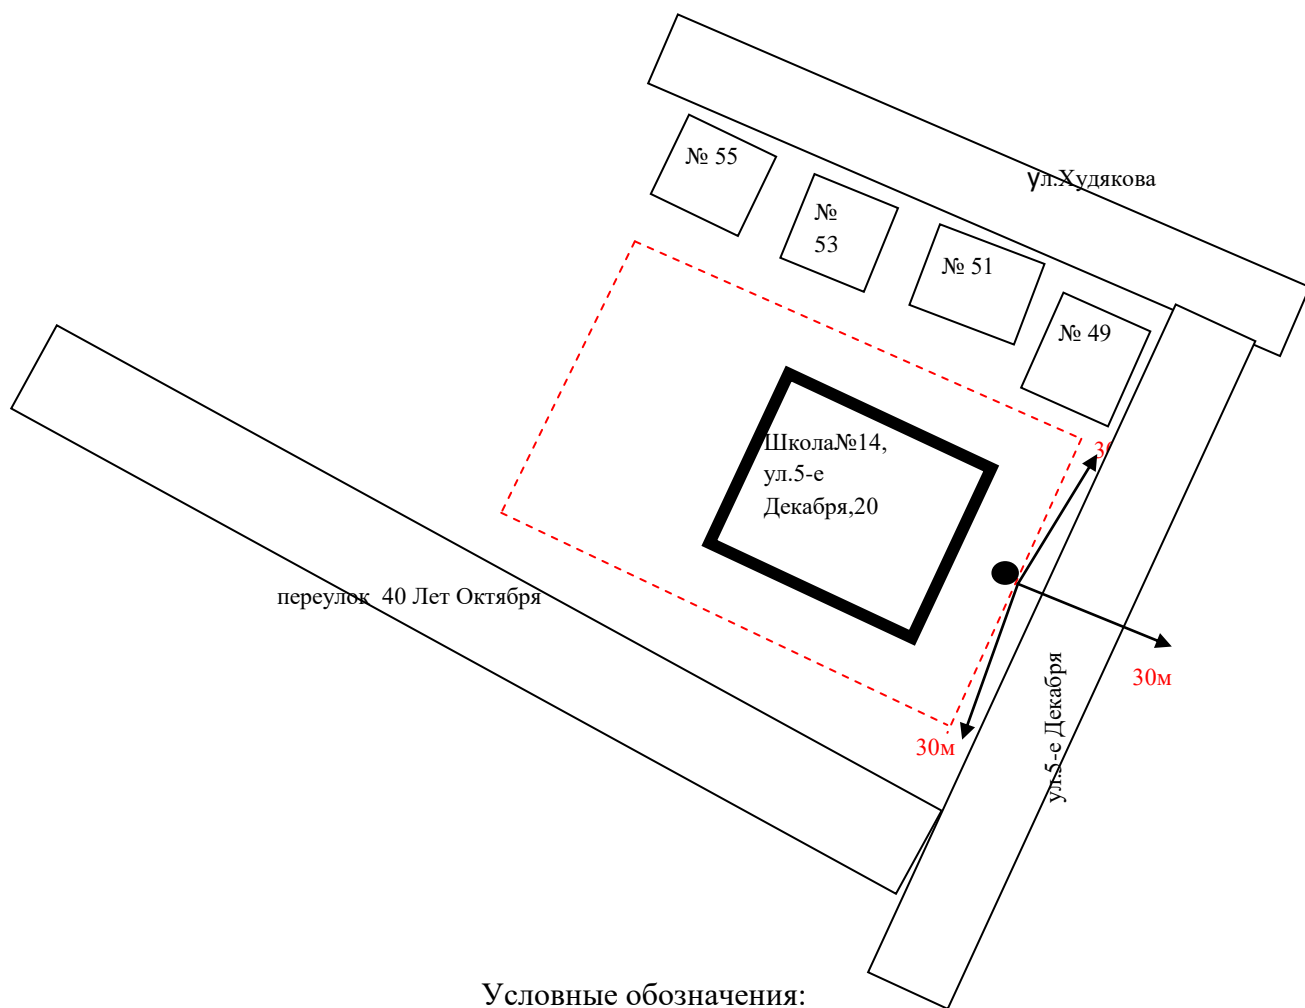 ул.Худякова
№ 55
№
53
№ 51
№ 49
Школа№14,
ул.5-е
Декабря,20
переулок 40 Лет Октября
30м
30м
ул.5-е Декабря
Условные обозначения: